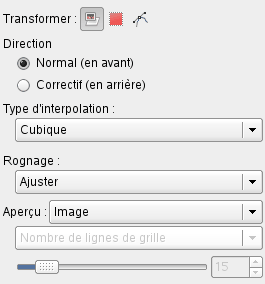 Transformer :
Direction
Normal (en avant)
Correctif (en arrière)
Type d'interpolation :
Cubique
Rognage :
Ajuster
Aperçu : Image
Nombre de lignes de grille
15